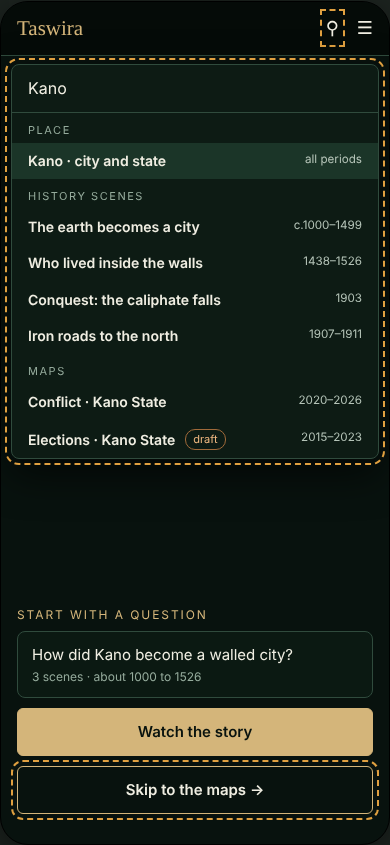 Taswira
Kano
PLACE
Kano · city and state all periods
HISTORY SCENES
The earth becomes a city c.1000–1499
Who lived inside the walls 1438–1526
Conquest: the caliphate falls 1903
Iron roads to the north 1907–1911
MAPS
Conflict · Kano State 2020–2026
Elections · Kano State draft 2015–2023
START WITH A QUESTION
How did Kano become a walled city?
3 scenes · about 1000 to 1526
Watch the story
Skip to the maps →